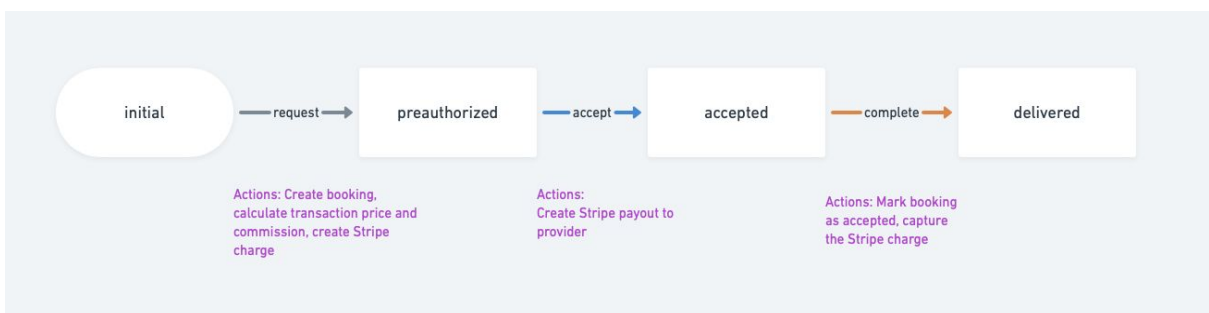 initial
request
preauthorized
accept
accepted
complete
delivered
Actions: Create booking,
calculate transaction price and
commission, create Stripe
charge
Actions:
Create Stripe payout to
provider
Actions: Mark booking
as accepted, capture
the Stripe charge